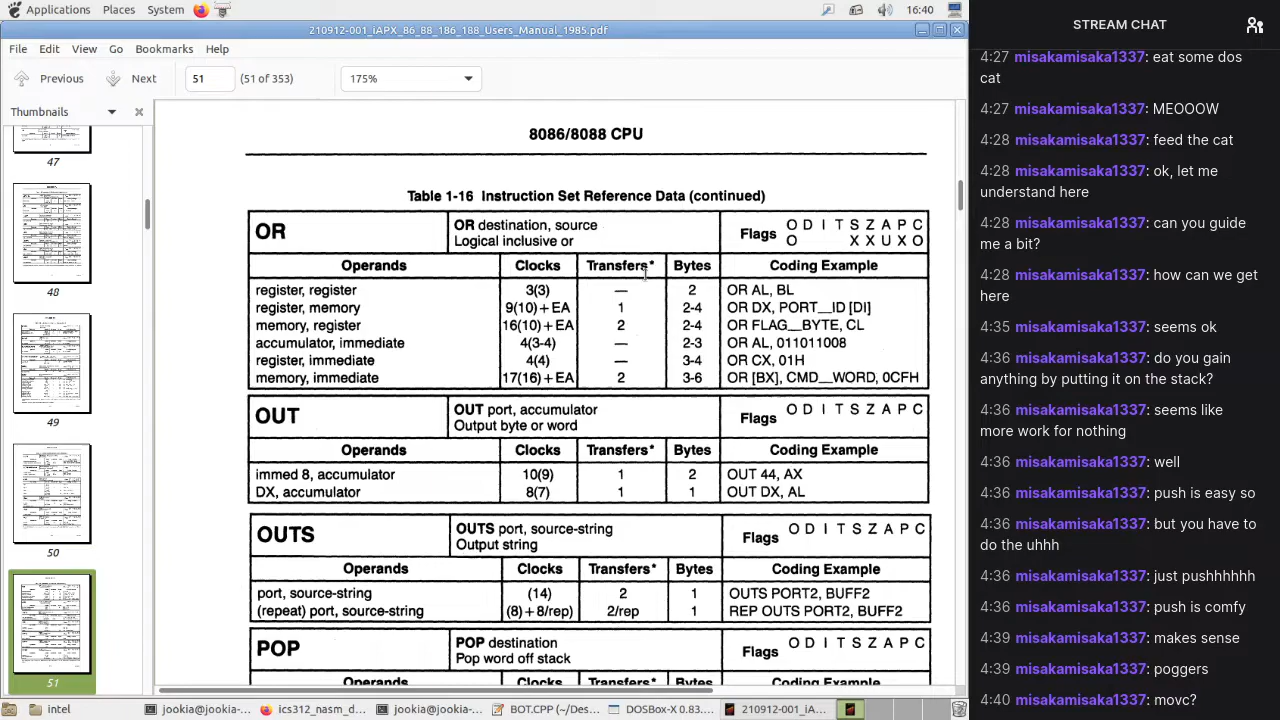 Applications Places System 16:40
210912-001_iAPX_86_88_186_188_Users_Manual_1985.pdf
File Edit View Go Bookmarks Help
Previous Next 51 (51 of 353) 175%
Thumbnails
47
48
49
50
51
8086/8088 CPU
Table 1-16 Instruction Set Reference Data (continued)
OR OR destination, source Flags O D I T S Z A P C
Logical inclusive or O X X U X O
Operands Clocks Transfers* Bytes Coding Example
register, register 3(3) — 2 OR AL, BL
register, memory 9(10)+EA 1 2-4 OR DX, PORT__ID [DI]
memory, register 16(10)+EA 2 2-4 OR FLAG__BYTE, CL
accumulator, immediate 4(3-4) — 2-3 OR AL, 011011008
register, immediate 4(4) — 3-4 OR CX, 01H
memory, immediate 17(16)+EA 2 3-6 OR [BX], CMD__WORD, 0CFH
OUT OUT port, accumulator Flags O D I T S Z A P C
Output byte or word
Operands Clocks Transfers* Bytes Coding Example
immed 8, accumulator 10(9) 1 2 OUT 44, AX
DX, accumulator 8(7) 1 1 OUT DX, AL
OUTS OUTS port, source-string Flags O D I T S Z A P C
Output string
Operands Clocks Transfers* Bytes Coding Example
port, source-string (14) 2 1 OUTS PORT2, BUFF2
(repeat) port, source-string (8)+8/rep) 2/rep 1 REP OUTS PORT2, BUFF2
POP POP destination Flags O D I T S Z A P C
Pop word off stack
Operands Clocks Transfers* Bytes Coding Example
intel jookia@jookia-... ics312_nasm_d... jookia@jookia-... BOT.CPP (~/Des... DOSBox-X 0.83.... 210912-001_iA...
STREAM CHAT
4:27 misakamisaka1337: eat some dos
cat
4:27 misakamisaka1337: MEOOOW
4:28 misakamisaka1337: feed the cat
4:28 misakamisaka1337: ok, let me
understand here
4:28 misakamisaka1337: can you guide
me a bit?
4:28 misakamisaka1337: how can we get
here
4:35 misakamisaka1337: seems ok
4:36 misakamisaka1337: do you gain
anything by putting it on the stack?
4:36 misakamisaka1337: seems like
more work for nothing
4:36 misakamisaka1337: well
4:36 misakamisaka1337: push is easy so
4:36 misakamisaka1337: but you have to
do the uhhh
4:36 misakamisaka1337: just pushhhhhh
4:36 misakamisaka1337: push is comfy
4:39 misakamisaka1337: makes sense
4:39 misakamisaka1337: poggers
4:40 misakamisaka1337: movc?